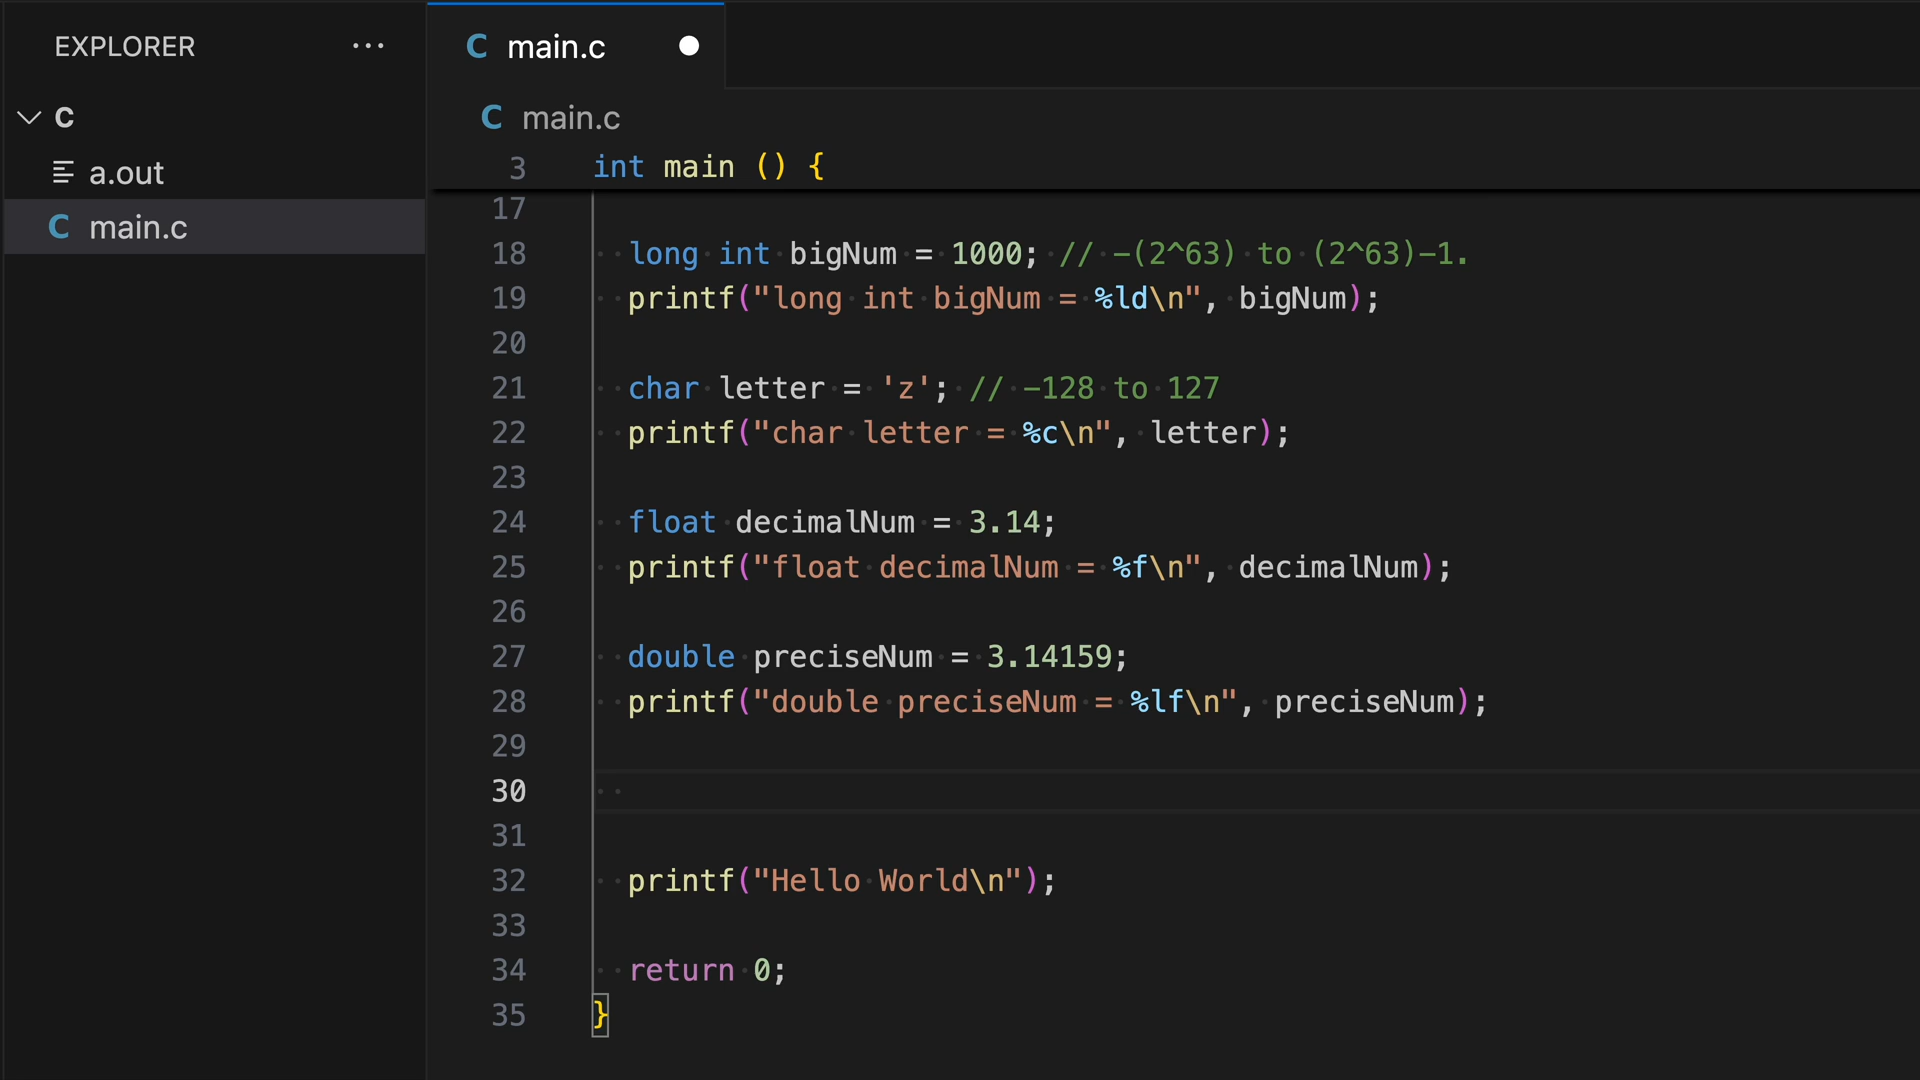 EXPLORER ...
C
a.out
C main.c
C main.c
C main.c
3 int main () {
17
18 long int bigNum = 1000; // -(2^63) to (2^63)-1.
19 printf("long int bigNum = %ld\n", bigNum);
20
21 char letter = 'z'; // -128 to 127
22 printf("char letter = %c\n", letter);
23
24 float decimalNum = 3.14;
25 printf("float decimalNum = %f\n", decimalNum);
26
27 double preciseNum = 3.14159;
28 printf("double preciseNum = %lf\n", preciseNum);
29
30
31
32 printf("Hello World\n");
33
34 return 0;
35 }